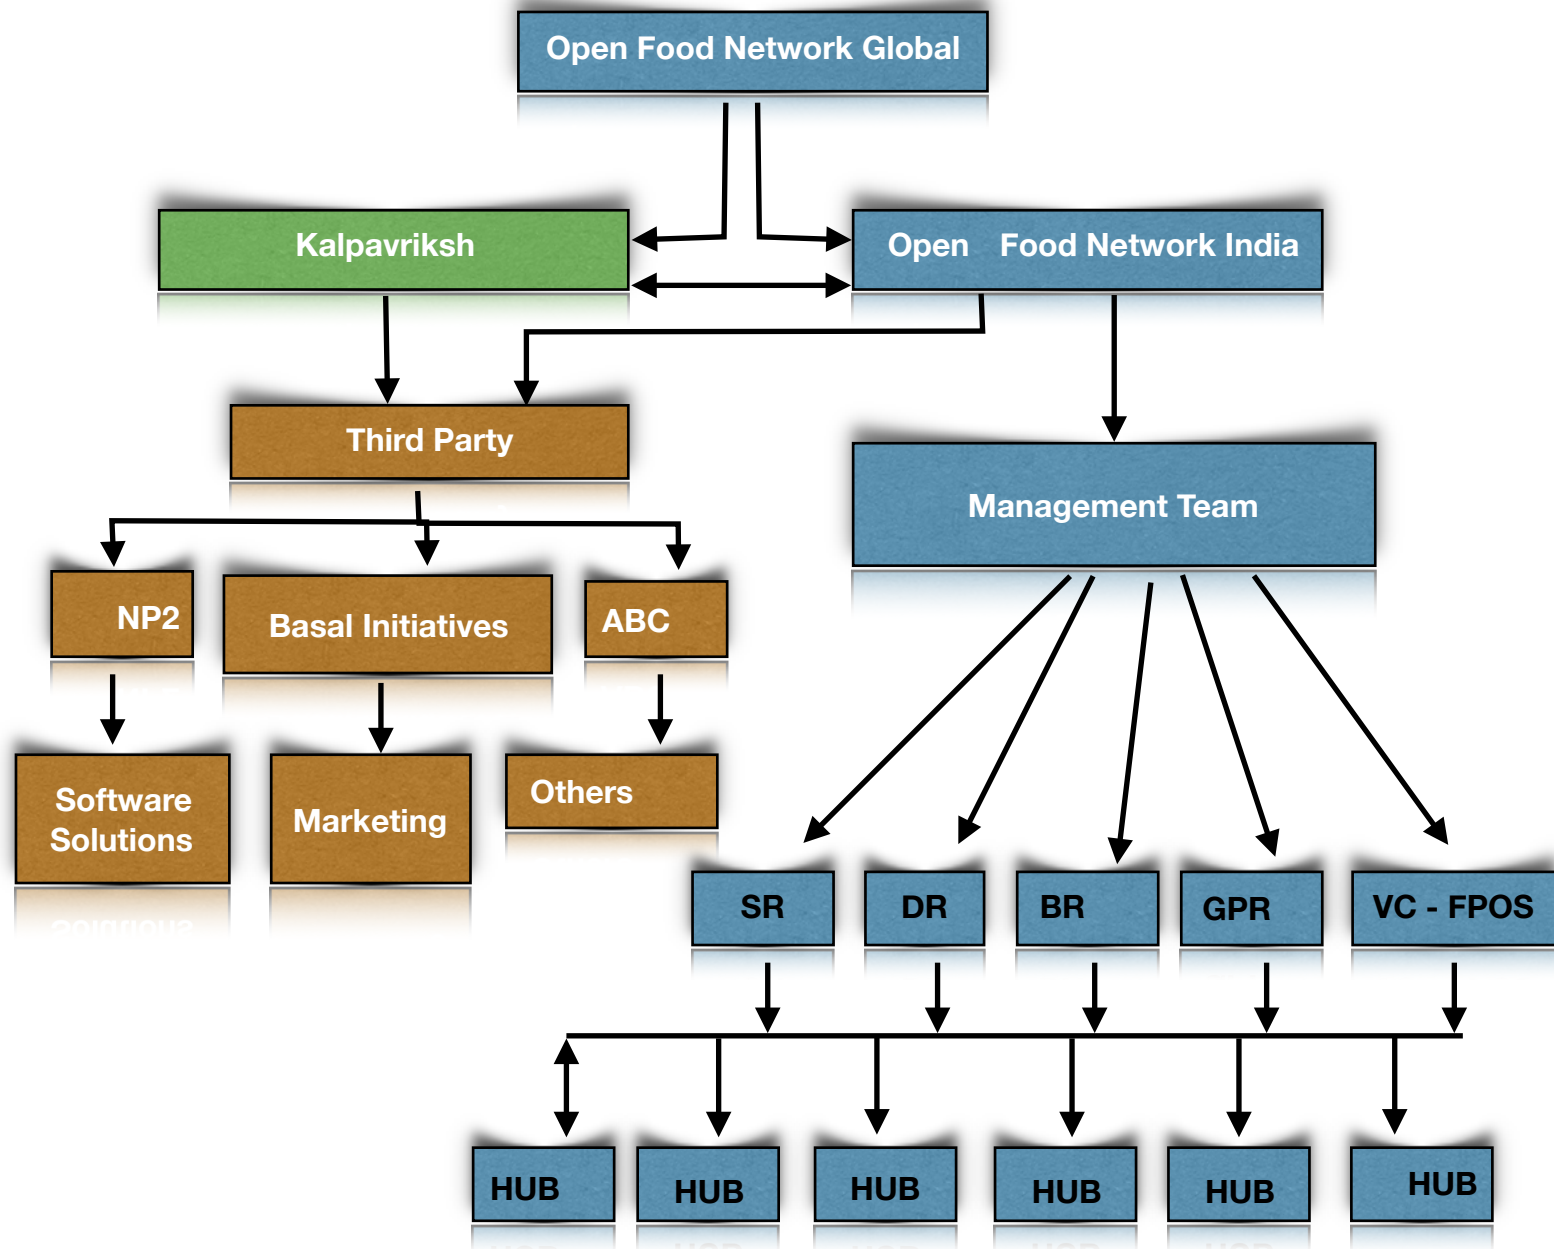 Open Food Network Global
Kalpavriksh
Open Food Network India
Third Party
Management Team
NP2
Basal Initiatives
ABC
Software
Solutions
Marketing
Others
SR
DR
BR
GPR
VC - FPOS
HUB
HUB
HUB
HUB
HUB
HUB